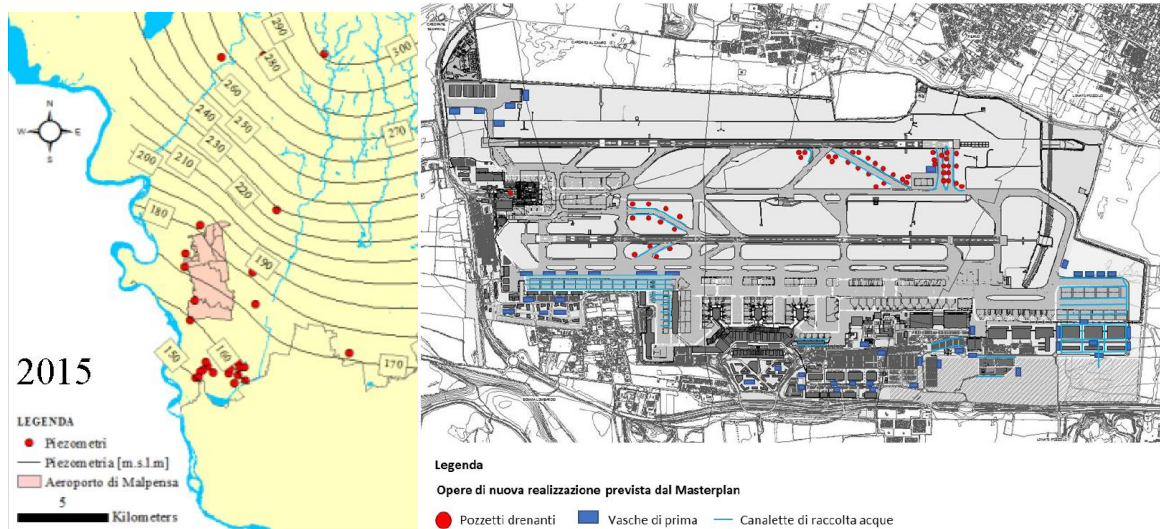 290
300
280
260
270
240
250
230
200
210
220
180
190
150
160
170
N
W
E
S
2015
LEGENDA
Piezometri
Piezometria [m.s.l.m]
Aeroporto di Malpensa
5
Kilometers
Legenda
Opere di nuova realizzazione prevista dal Masterplan
Pozzetti drenanti
Vasche di prima
Canalette di raccolta acque